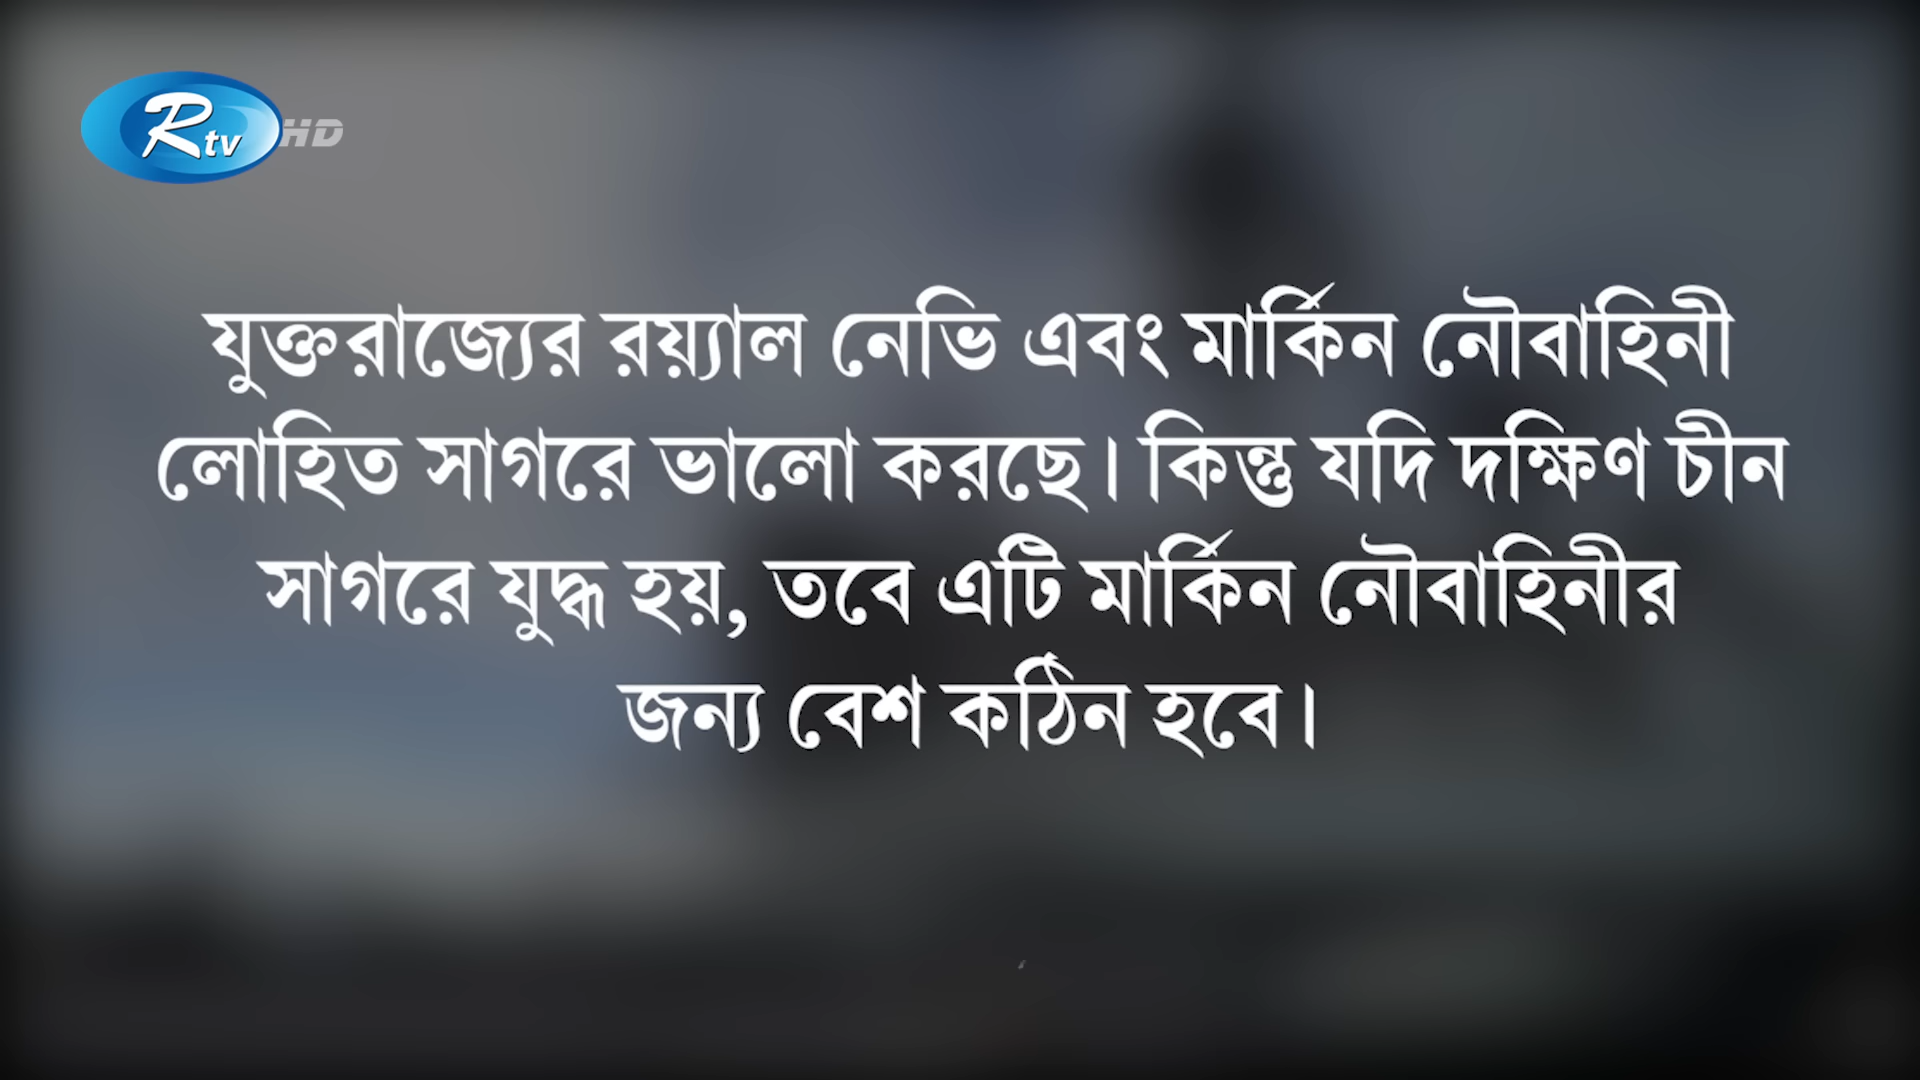 Rtv HD
যুক্তরাজ্যের রয়্যাল নেভি এবং মার্কিন নৌবাহিনী
লোহিত সাগরে ভালো করছে। কিন্তু যদি দক্ষিণ চীন
সাগরে যুদ্ধ হয়, তবে এটি মার্কিন নৌবাহিনীর
জন্য বেশ কঠিন হবে।